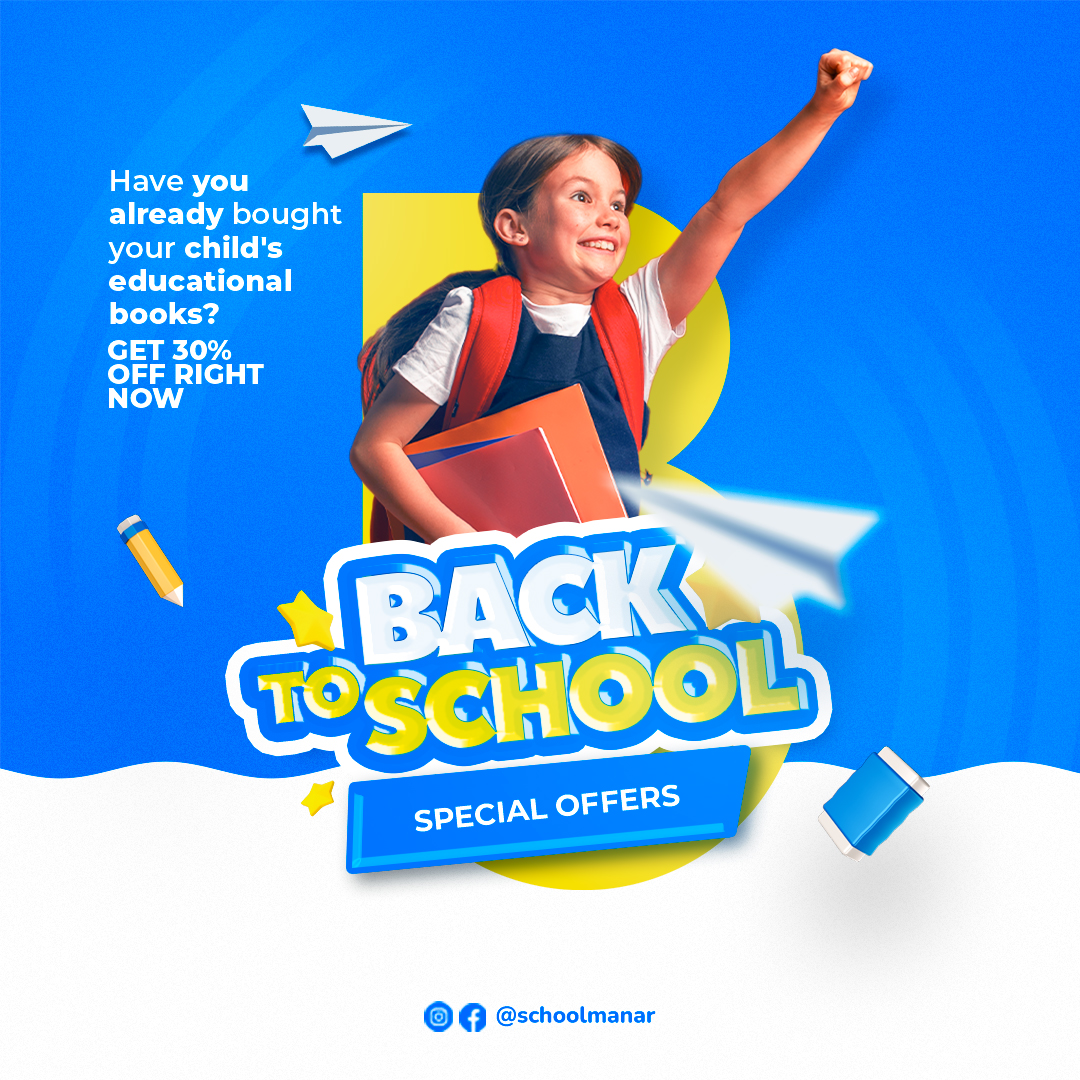 Have you
already bought
your child's
educational
books?
GET 30%
OFF RIGHT
NOW
BACK
TO SCHOOL
SPECIAL OFFERS
@schoolmanar